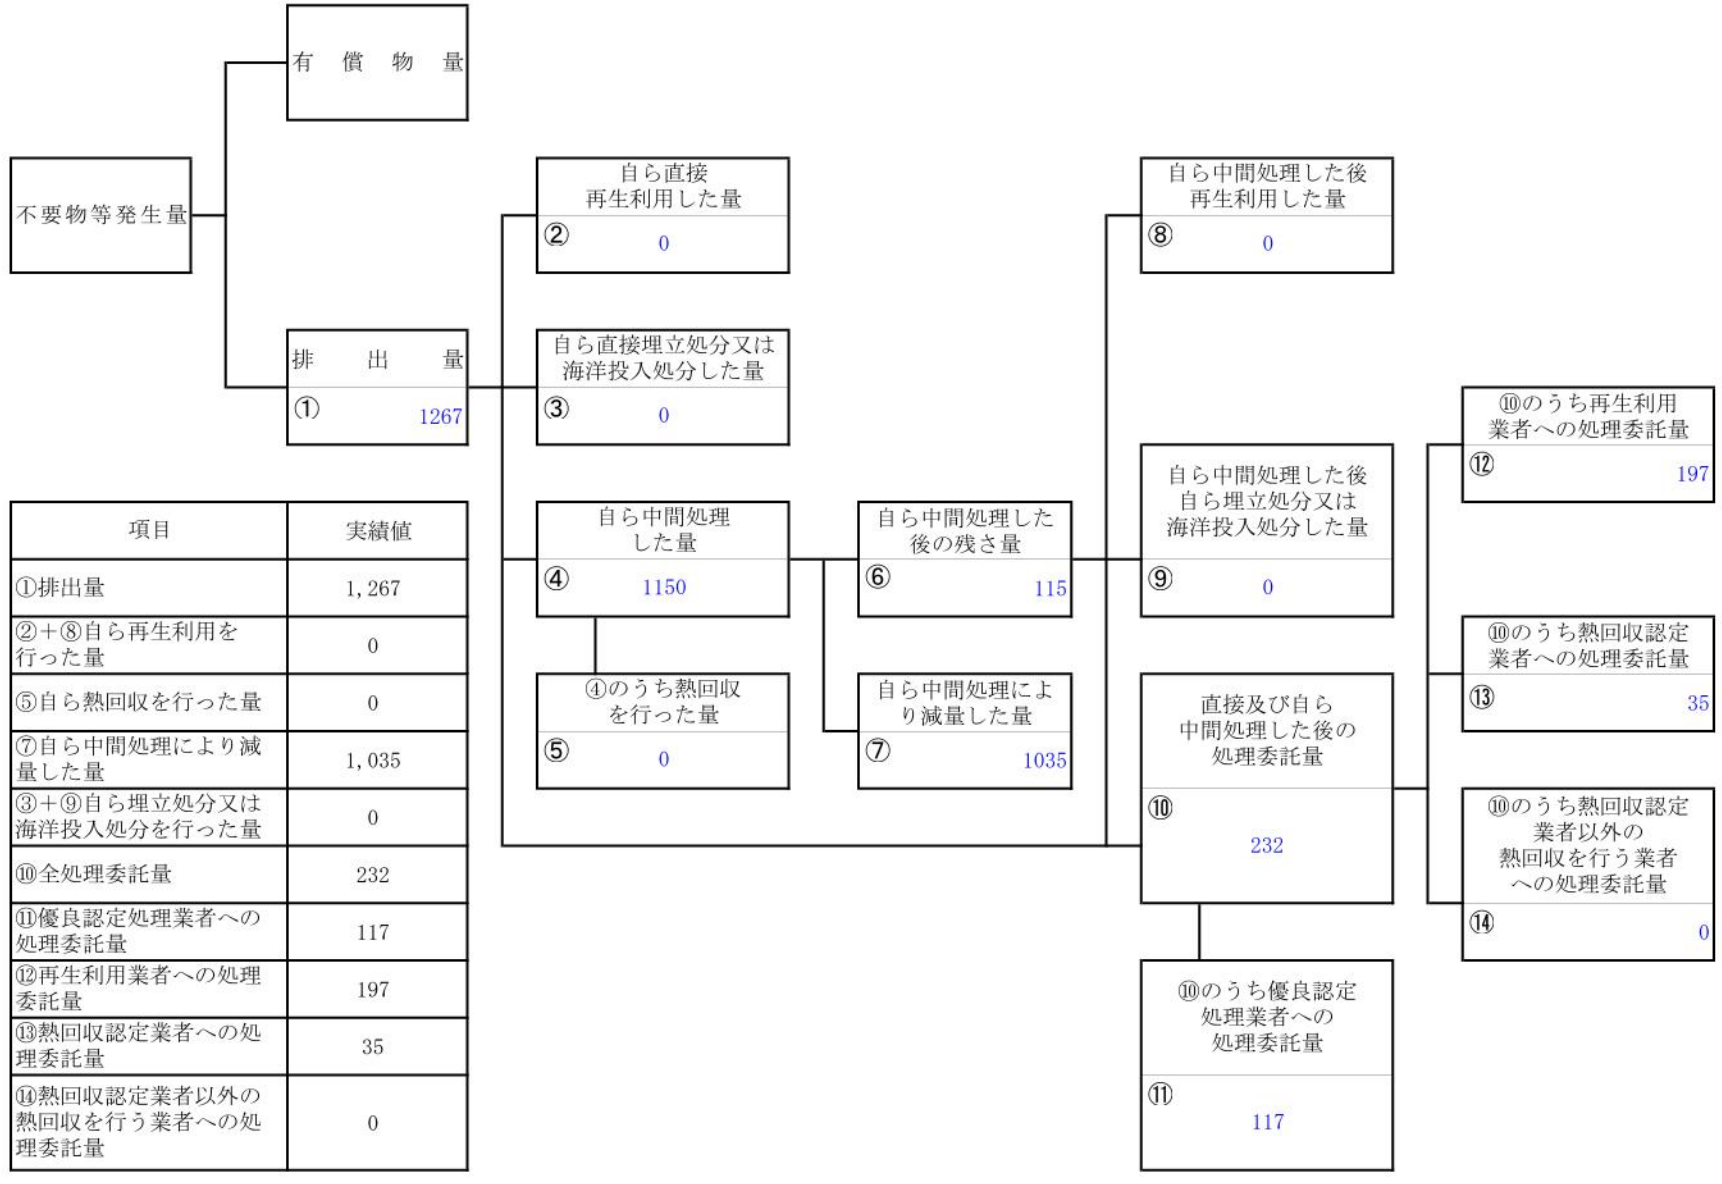 有償物量
不要物等発生量
排出量
① 1267
自ら直接
再生利用した量
② 0
自ら直接埋立処分又は
海洋投入処分した量
③ 0
自ら中間処理
した量
④ 1150
④のうち熱回収
を行った量
⑤ 0
自ら中間処理した
後の残さ量
⑥ 115
自ら中間処理によ
り減量した量
⑦ 1035
自ら中間処理した後
再生利用した量
⑧ 0
自ら中間処理した後
自ら埋立処分又は
海洋投入処分した量
⑨ 0
直接及び自ら
中間処理した後の
処理委託量
⑩
232
⑩のうち優良認定
処理業者への
処理委託量
⑪
117
⑩のうち再生利用
業者への処理委託量
⑫ 197
⑩のうち熱回収認定
業者への処理委託量
⑬ 35
⑩のうち熱回収認定
業者以外の
熱回収を行う業者
への処理委託量
⑭ 0
項目 実績値
①排出量 1,267
②＋⑧自ら再生利用を
行った量 0
⑤自ら熱回収を行った量 0
⑦自ら中間処理により減
量した量 1,035
③＋⑨自ら埋立処分又は
海洋投入処分を行った量 0
⑩全処理委託量 232
⑪優良認定処理業者への
処理委託量 117
⑫再生利用業者への処理
委託量 197
⑬熱回収認定業者への処
理委託量 35
⑭熱回収認定業者以外の
熱回収を行う業者への処
理委託量 0